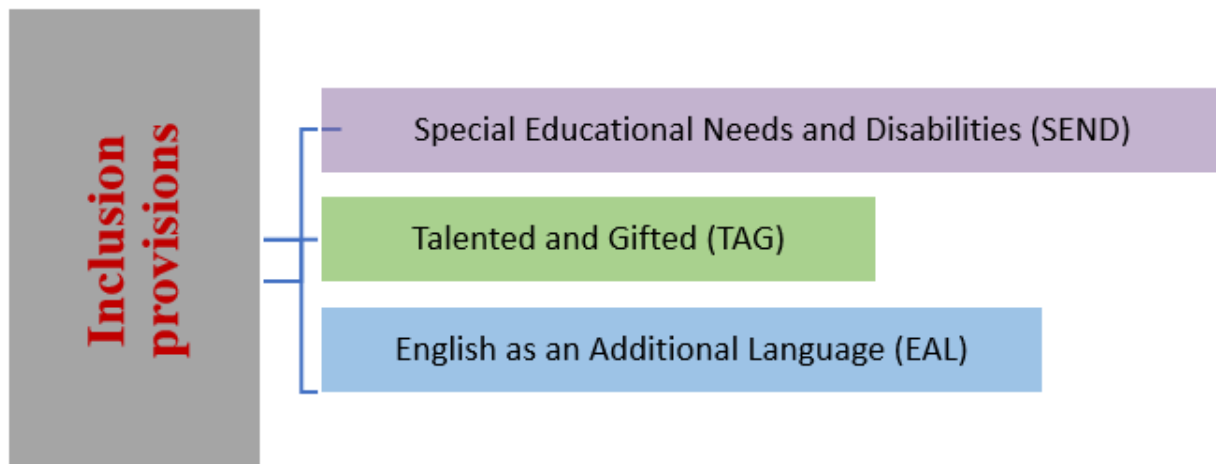 Inclusion
provisions
Special Educational Needs and Disabilities (SEND)
Talented and Gifted (TAG)
English as an Additional Language (EAL)